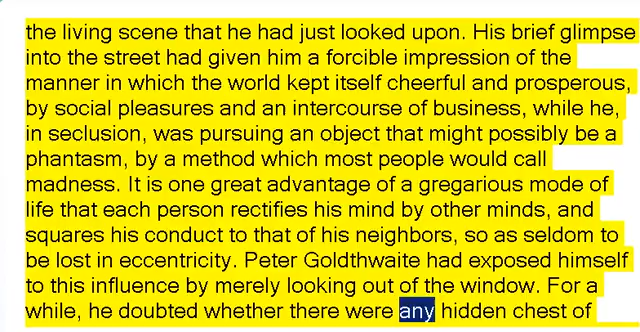 the living scene that he had just looked upon. His brief glimpse
into the street had given him a forcible impression of the
manner in which the world kept itself cheerful and prosperous,
by social pleasures and an intercourse of business, while he,
in seclusion, was pursuing an object that might possibly be a
phantasm, by a method which most people would call
madness. It is one great advantage of a gregarious mode of
life that each person rectifies his mind by other minds, and
squares his conduct to that of his neighbors, so as seldom to
be lost in eccentricity. Peter Goldthwaite had exposed himself
to this influence by merely looking out of the window. For a
while, he doubted whether there were any hidden chest of